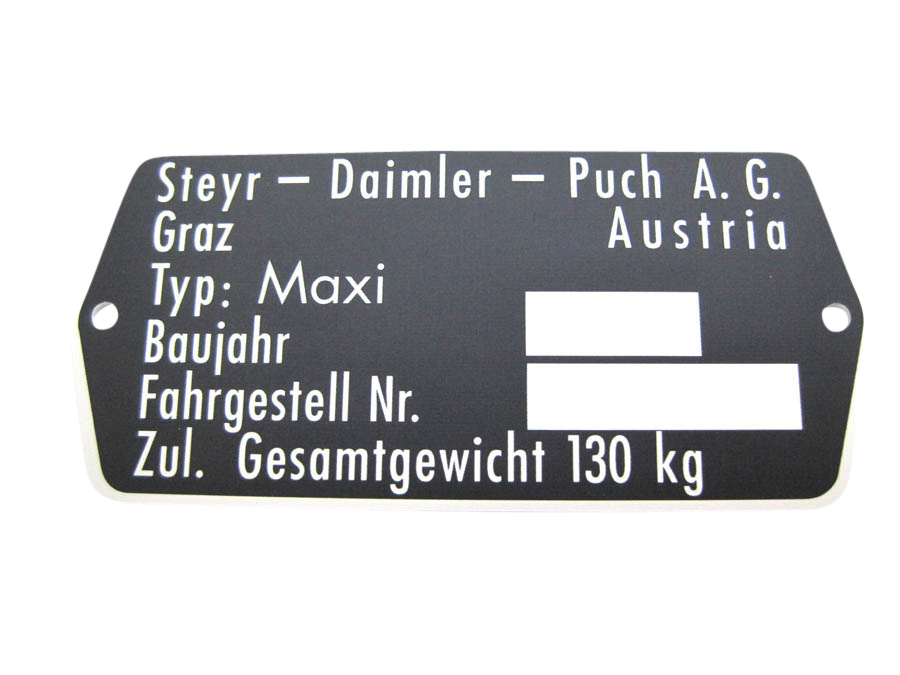 Steyr – Daimler – Puch A. G.
Graz Austria
Typ: Maxi
Baujahr
Fahrgestell Nr.
Zul. Gesamtgewicht 130 kg